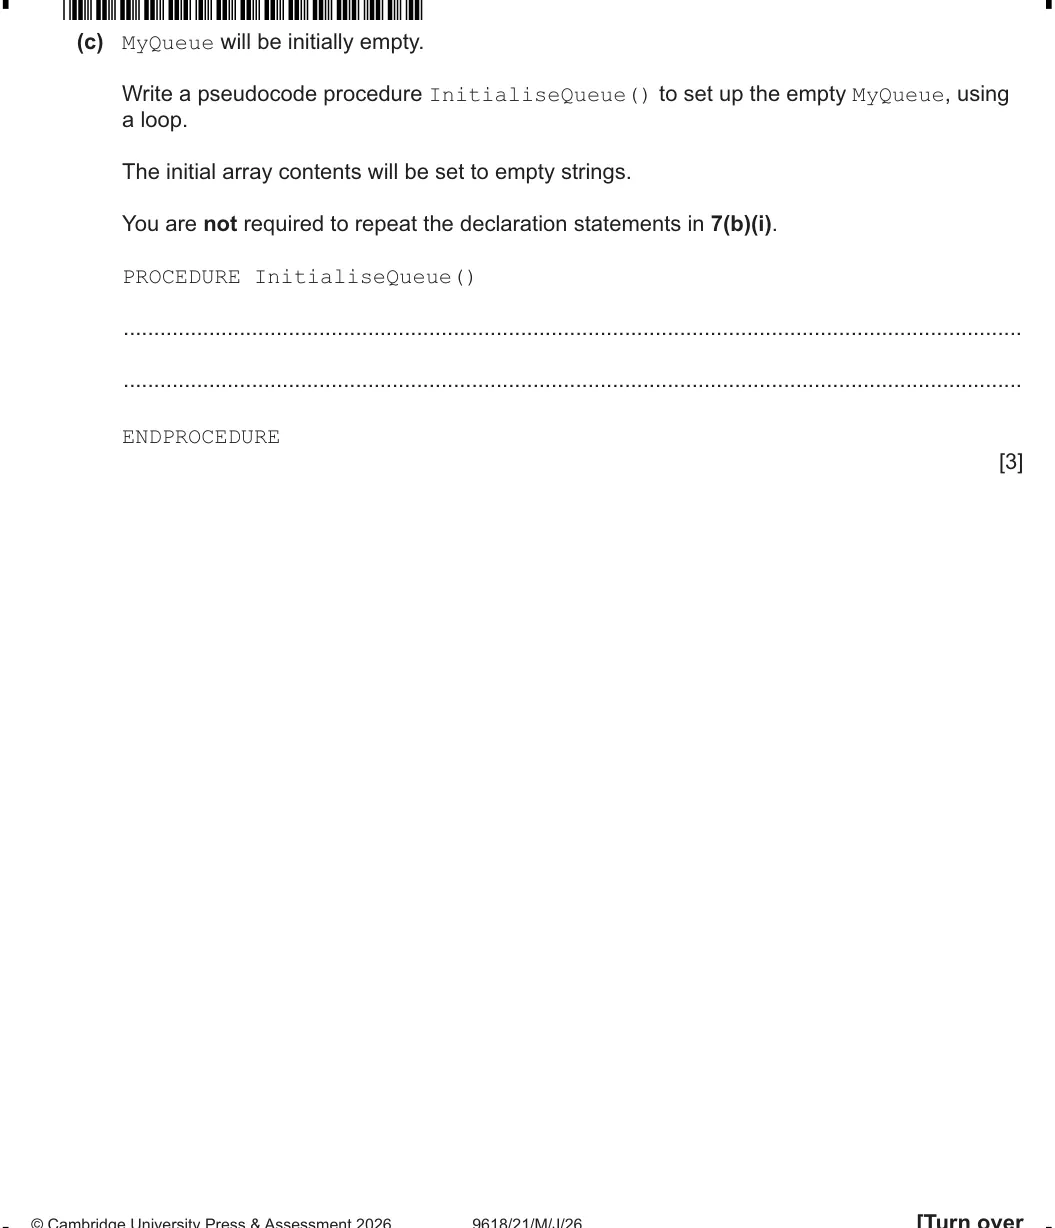 (c) MyQueue will be initially empty.
Write a pseudocode procedure InitialiseQueue() to set up the empty MyQueue, using
a loop.
The initial array contents will be set to empty strings.
You are not required to repeat the declaration statements in 7(b)(i).
PROCEDURE InitialiseQueue()
....................................................................................................................................................
....................................................................................................................................................
ENDPROCEDURE
[3]
© Cambridge University Press & Assessment 2026 9618/21/M/J/26 [Turn over